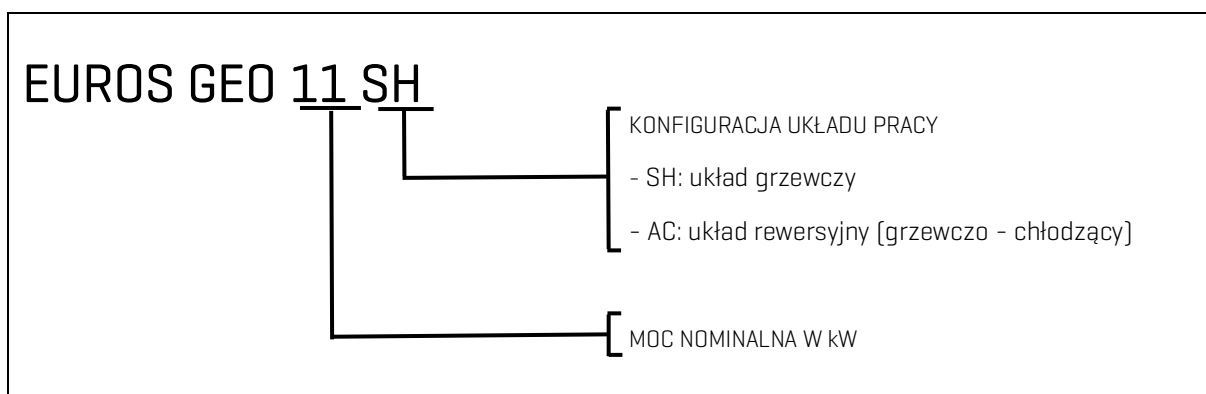 EUROS GEO 11 SH
KONFIGURACJA UKŁADU PRACY
- SH: układ grzewczy
- AC: układ rewersyjny (grzewczo - chłodzący)
MOC NOMINALNA W kW